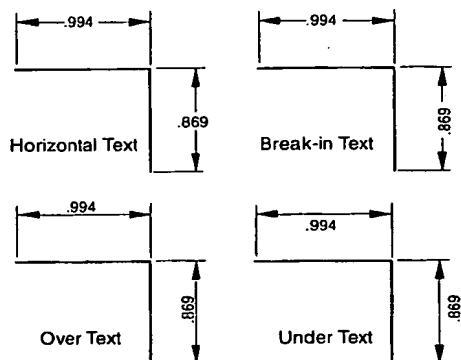 .994 .994
.869 .869
Horizontal Text Break-in Text
.994 .994
.869 .869
Over Text Under Text